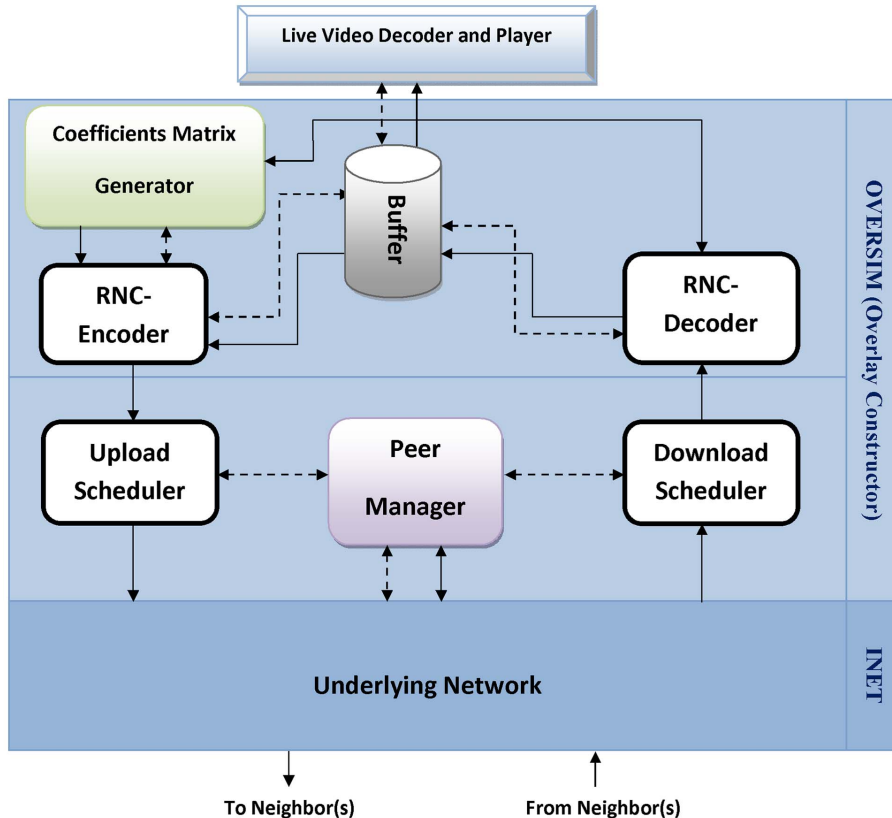 Live Video Decoder and Player
Coefficients Matrix
Generator
Buffer
RNC-
Encoder
RNC-
Decoder
OVERSIM (Overlay Constructor)
Upload
Scheduler
Peer
Manager
Download
Scheduler
Underlying Network
INET
To Neighbor(s)
From Neighbor(s)